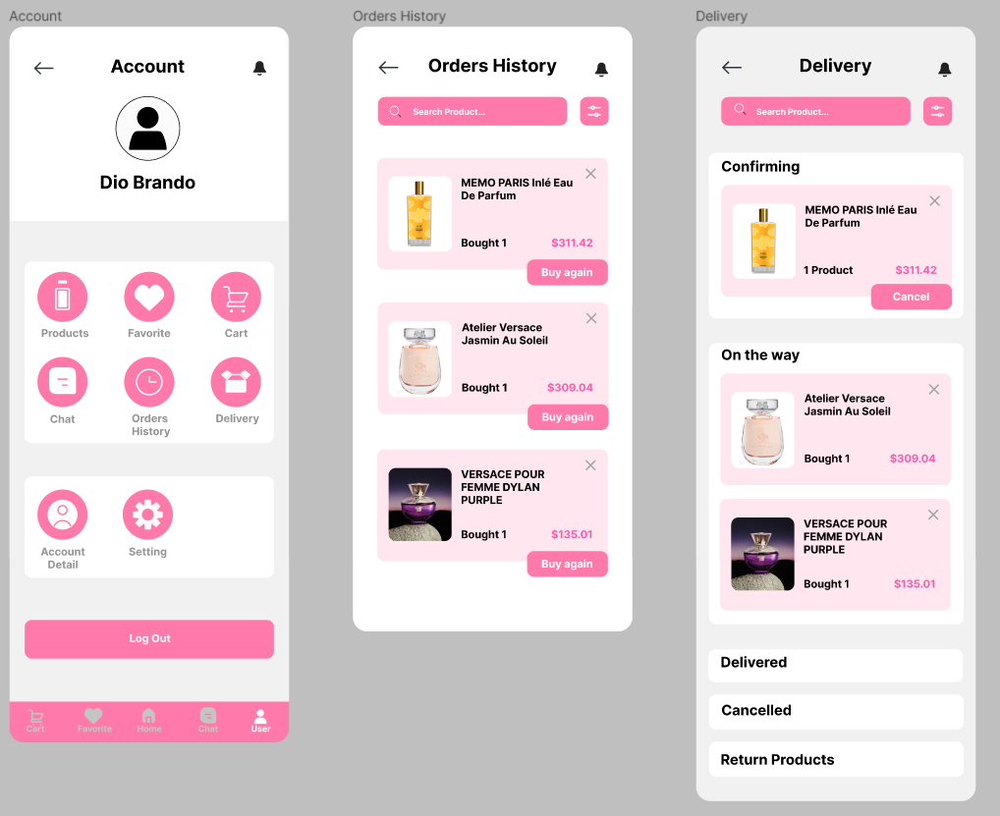 Account
Account
Dio Brando
Products
Favorite
Cart
Chat
Orders
History
Delivery
Account
Detail
Setting
Log Out
Cart
Favorite
Home
Chat
User
Orders History
Orders History
Search Product...
MEMO PARIS Inlé Eau
De Parfum
Bought 1
$311.42
Buy again
Atelier Versace
Jasmin Au Soleil
Bought 1
$309.04
Buy again
VERSACE POUR
FEMME DYLAN
PURPLE
Bought 1
$135.01
Buy again
Delivery
Delivery
Search Product...
Confirming
MEMO PARIS Inlé Eau
De Parfum
1 Product
$311.42
Cancel
On the way
Atelier Versace
Jasmin Au Soleil
Bought 1
$309.04
VERSACE POUR
FEMME DYLAN
PURPLE
Bought 1
$135.01
Delivered
Cancelled
Return Products